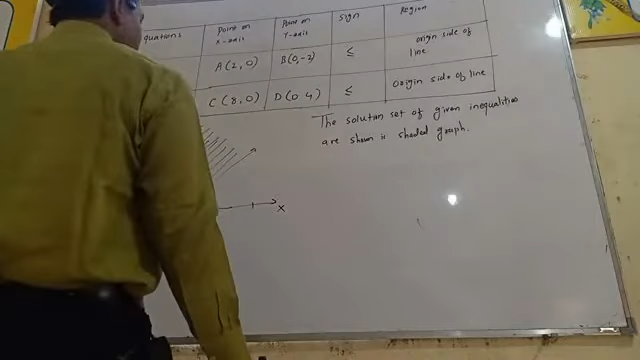 quations Point on X-axis Point on Y-axis Sign Region
A(2, 0) B(0,-2) ≤ origin side of line
C(8, 0) D(0 4) ≤ origin side of line
The solution set of given inequalities
are shown is shaded graph.
X